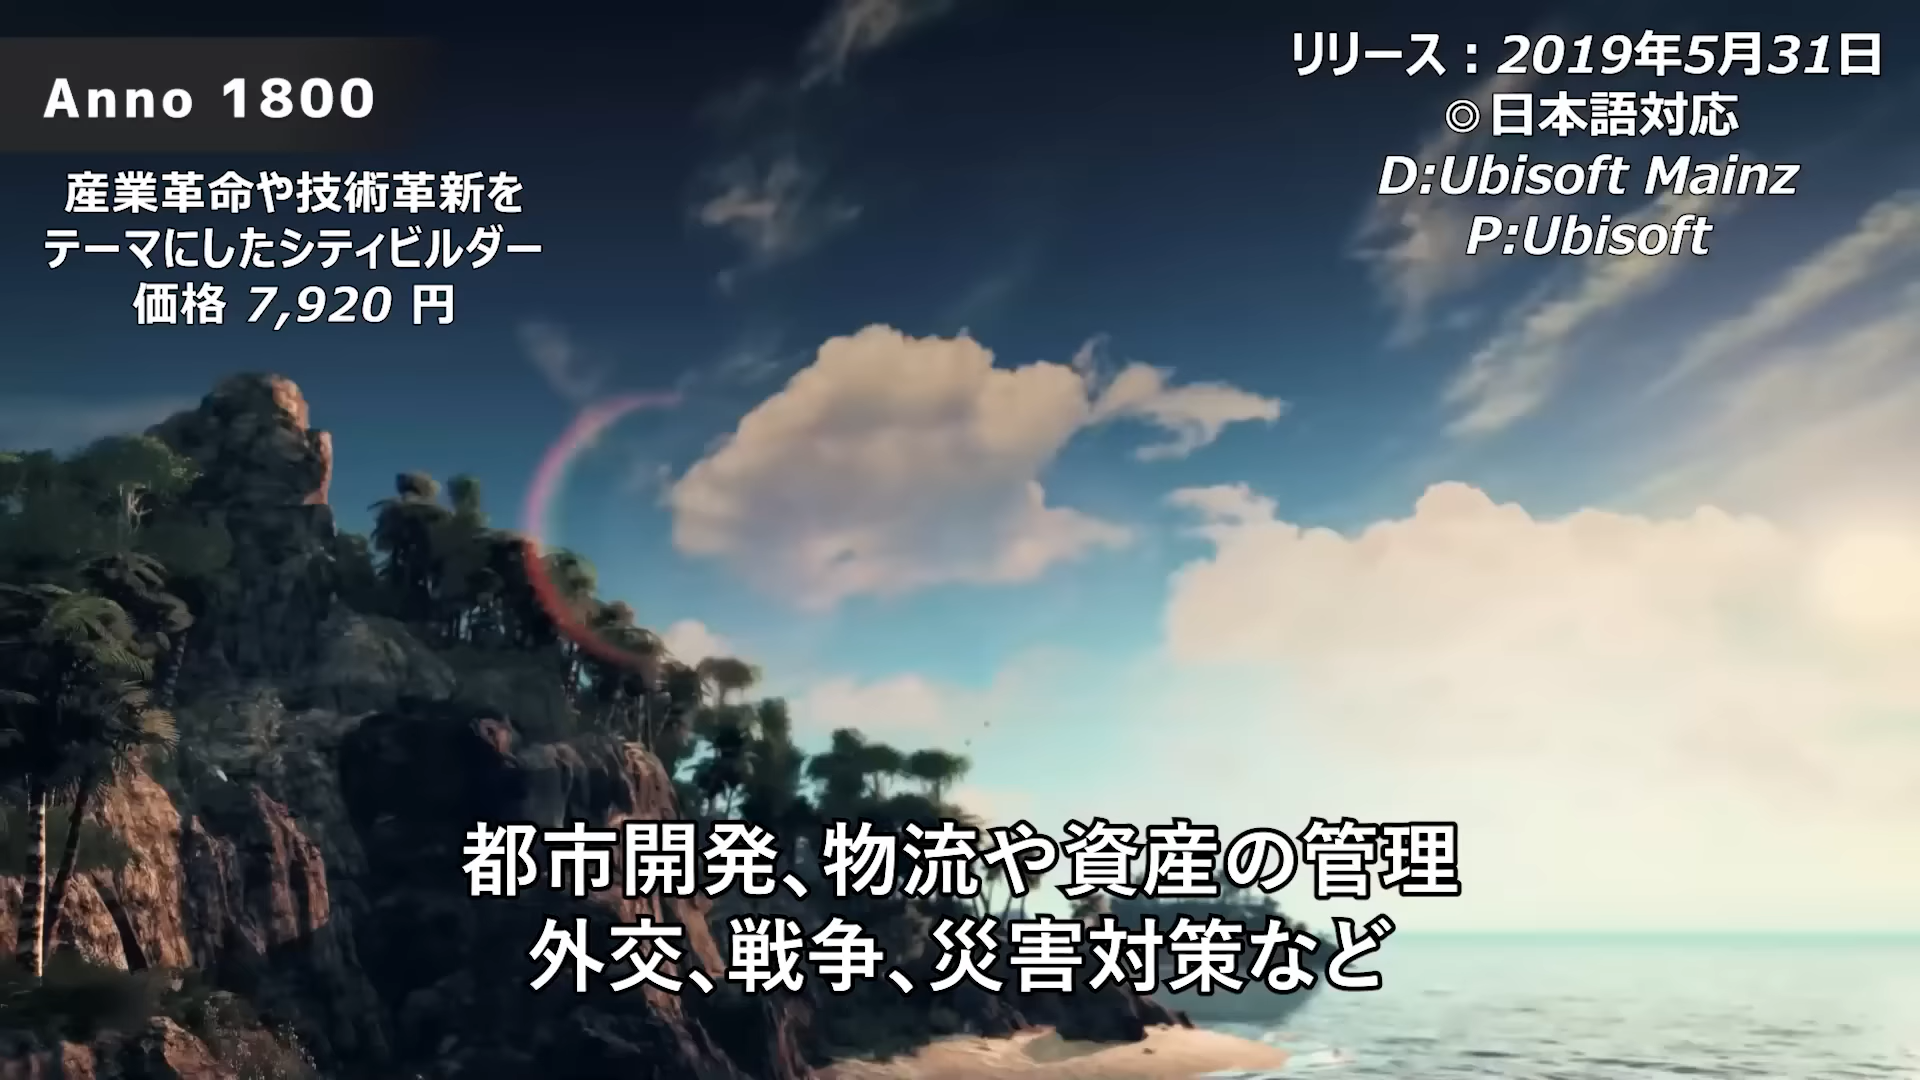 Anno 1800
産業革命や技術革新を
テーマにしたシティビルダー
価格 7,920 円
リリース：2019年5月31日
◎日本語対応
D:Ubisoft Mainz
P:Ubisoft
都市開発、物流や資産の管理
外交、戦争、災害対策など